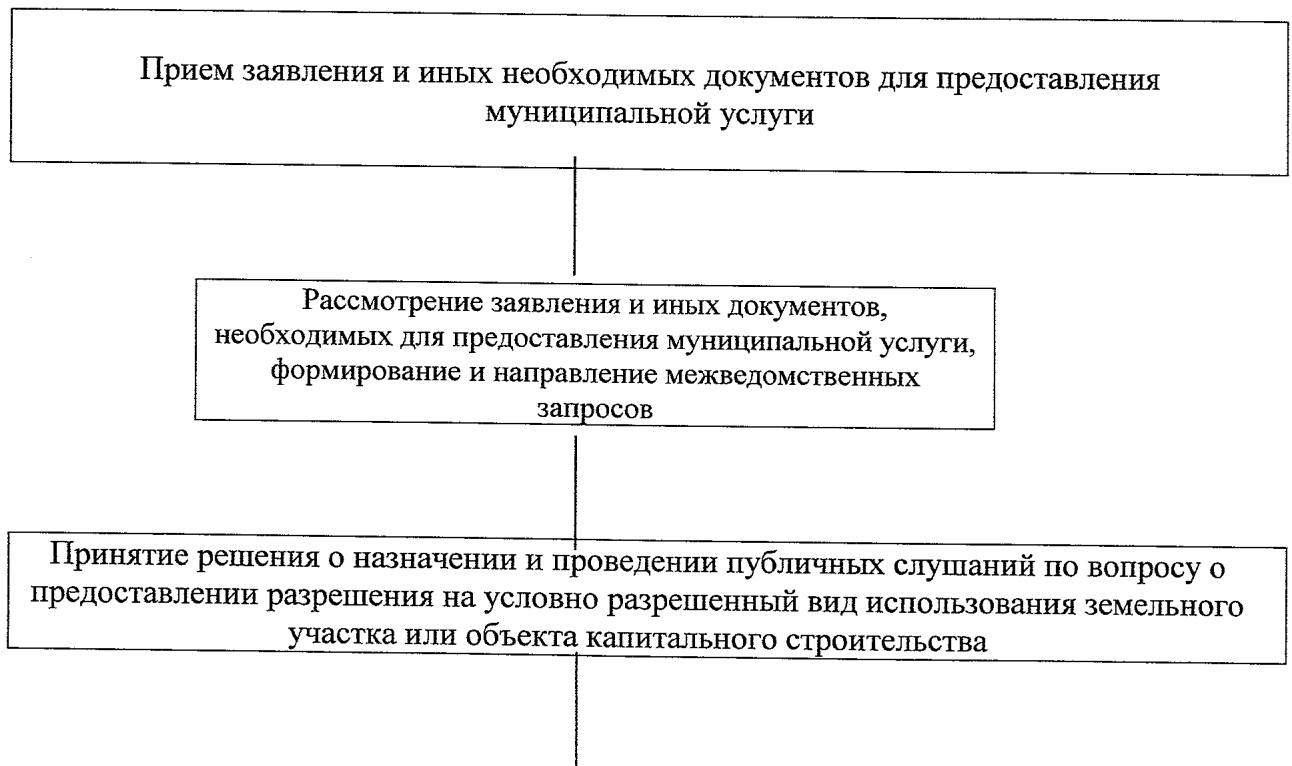 Прием заявления и иных необходимых документов для предоставления
муниципальной услуги
Рассмотрение заявления и иных документов,
необходимых для предоставления муниципальной услуги,
формирование и направление межведомственных
запросов
Принятие решения о назначении и проведении публичных слушаний по вопросу о
предоставлении разрешения на условно разрешенный вид использования земельного
участка или объекта капитального строительства